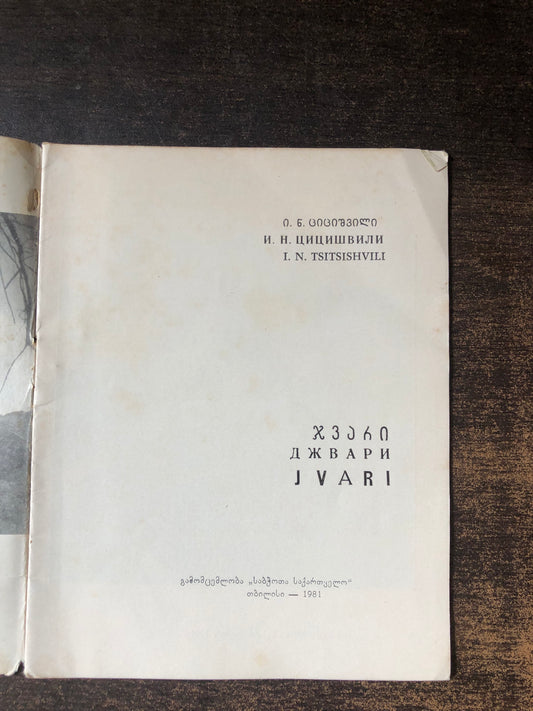 ი. ნ. ციციშვილი
И. Н. ЦИЦИШВИЛИ
I. N. TSITSISHVILI
ჯვარი
ДЖВАРИ
JVARI
გამომცემლობა „საბჭოთა საქართველო“
თბილისი — 1981